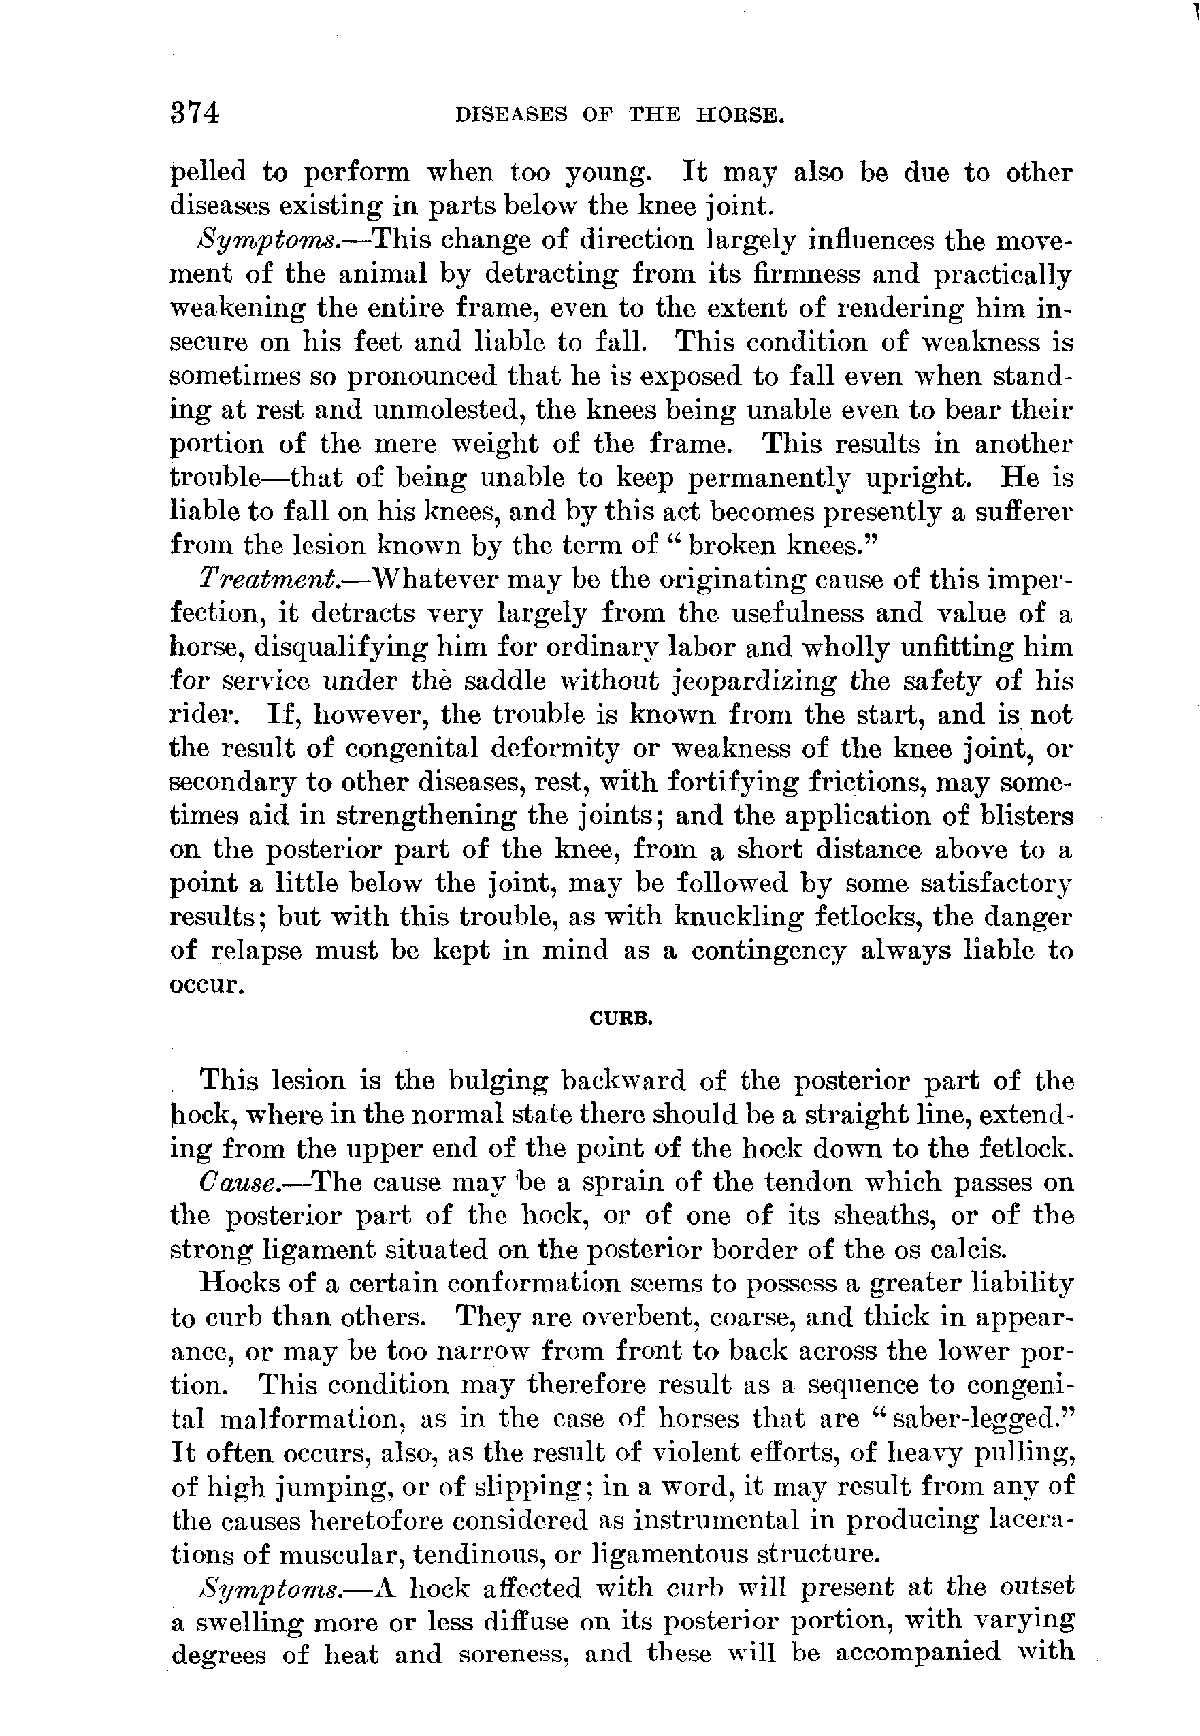 374 DISEASES OF THE HORSE.
pelled to perform when too young. It may also be due to other
diseases existing in parts below the knee joint.
Symptoms.—This change of direction largely influences the move-
ment of the animal by detracting from its firmness and practically
weakening the entire frame, even to the extent of rendering him in-
secure on his feet and liable to fall. This condition of weakness is
sometimes so pronounced that he is exposed to fall even when stand-
ing at rest and unmolested, the knees being unable even to bear their
portion of the mere weight of the frame. This results in another
trouble—that of being unable to keep permanently upright. He is
liable to fall on his knees, and by this act becomes presently a sufferer
from the lesion known by the term of "broken knees."
Treatment.—Whatever may be the originating cause of this imper-
fection, it detracts very largely from the usefulness and value of a
horse, disqualifying him for ordinary labor and wholly unfitting him
for service under the saddle without jeopardizing the safety of his
rider. If, however, the trouble is known from the start, and is not
the result of congenital deformity or weakness of the knee joint, or
secondary to other diseases, rest, with fortifying frictions, may some-
times aid in strengthening the joints; and the application of blisters
on the posterior part of the knee, from a short distance above to a
point a little below the joint, may be followed by some satisfactory
results; but with this trouble, as with knuckling fetlocks, the danger
of relapse must be kept in mind as a contingency always liable to
occur.
CURB.
This lesion is the bulging backward of the posterior part of the
hock, where in the normal state there should be a straight line, extend-
ing from the upper end of the point of the hock down to the fetlock.
Cause.—The cause may be a sprain of the tendon which passes on
the posterior part of the hock, or of one of its sheaths, or of the
strong ligament situated on the posterior border of the os calcis.
Hocks of a certain conformation seems to possess a greater liability
to curb than others. They are overbent, coarse, and thick in appear-
ance, or may be too narrow from front to back across the lower por-
tion. This condition may therefore result as a sequence to congeni-
tal malformation, as in the case of horses that are "saber-legged."
It often occurs, also, as the result of violent efforts, of heavy pulling,
of high jumping, or of slipping; in a word, it may result from any of
the causes heretofore considered as instrumental in producing lacera-
tions of muscular, tendinous, or ligamentous structure.
Symptoms.—A hock affected with curb will present at the outset
a swelling more or less diffuse on its posterior portion, with varying
degrees of heat and soreness, and these will be accompanied with